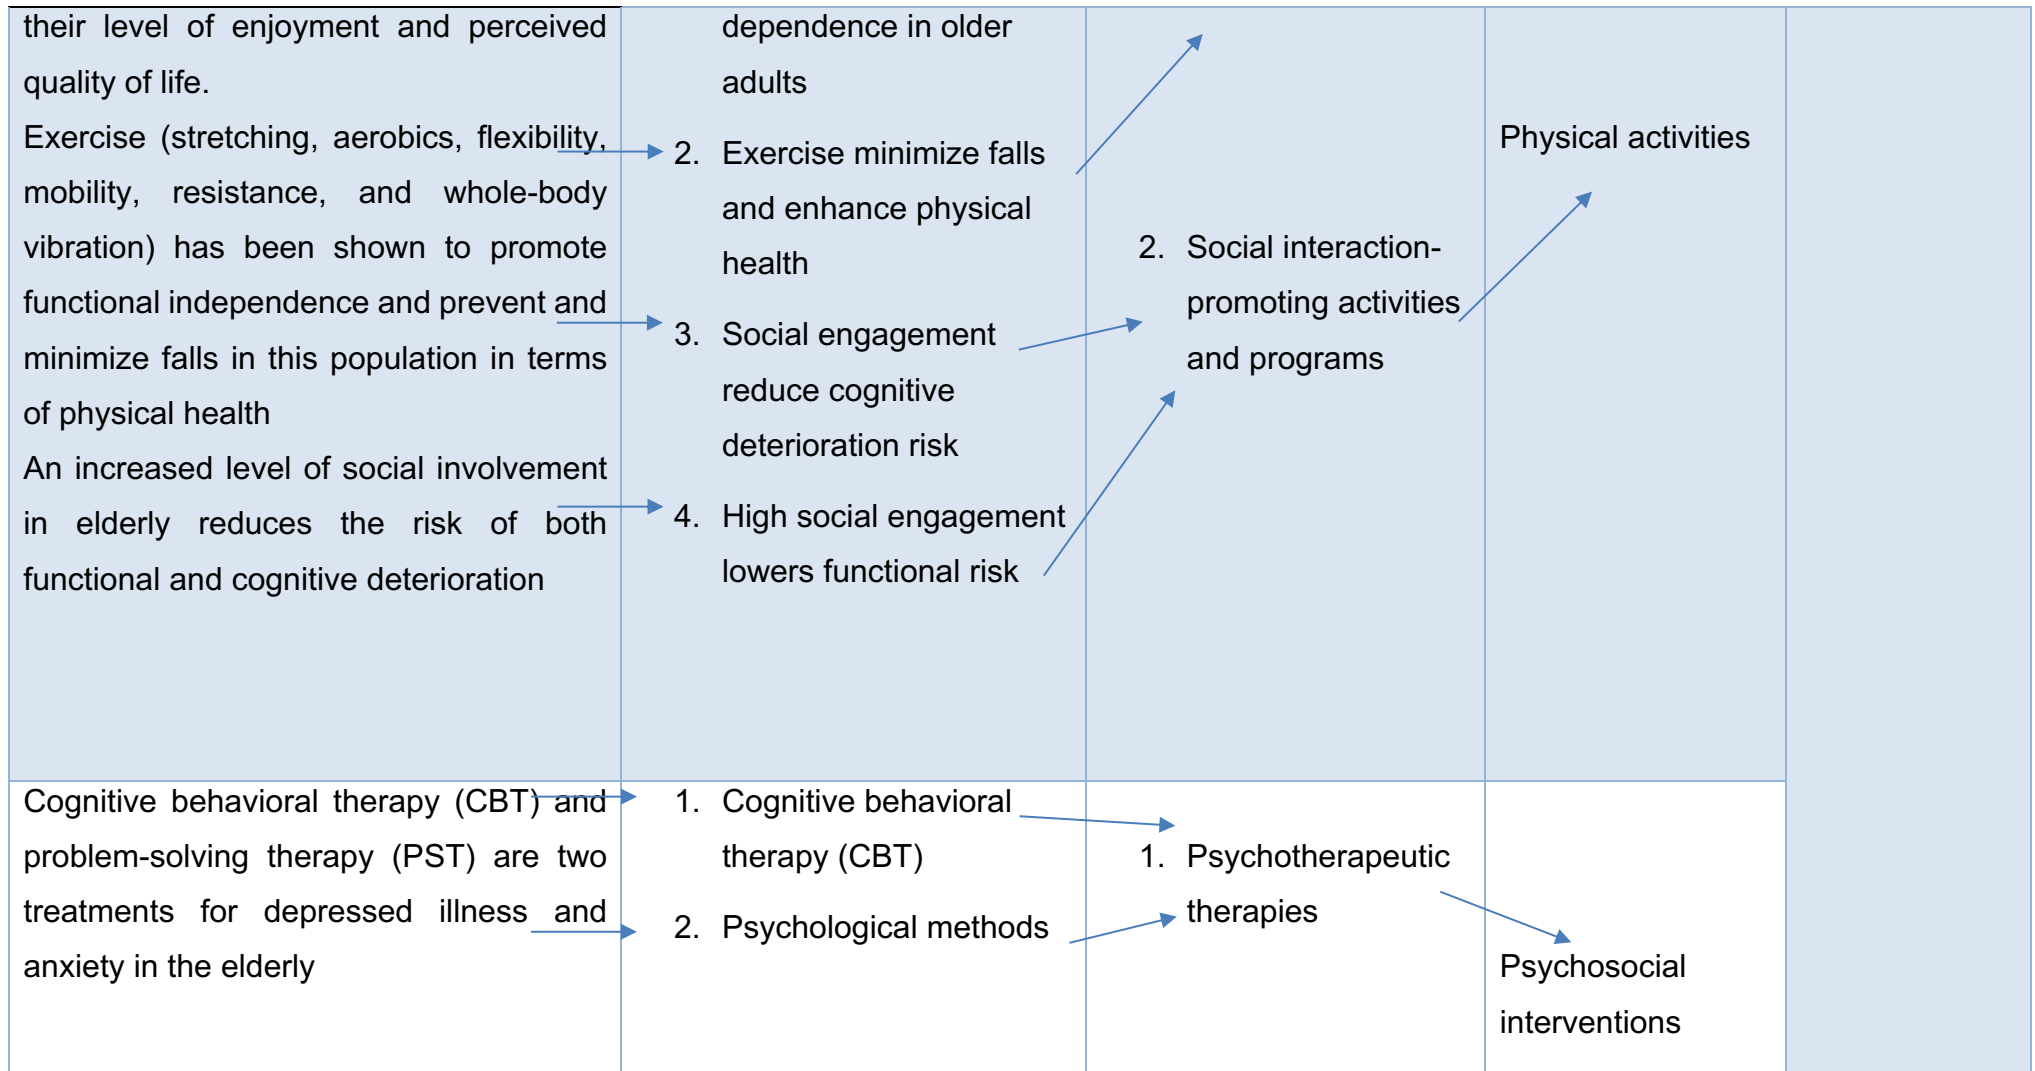 their level of enjoyment and perceived
quality of life.
Exercise (stretching, aerobics, flexibility,
mobility, resistance, and whole-body
vibration) has been shown to promote
functional independence and prevent and
minimize falls in this population in terms
of physical health
An increased level of social involvement
in elderly reduces the risk of both
functional and cognitive deterioration
dependence in older
adults
2. Exercise minimize falls
and enhance physical
health
3. Social engagement
reduce cognitive
deterioration risk
4. High social engagement
lowers functional risk
2. Social interaction-
promoting activities
and programs
Physical activities
Cognitive behavioral therapy (CBT) and
problem-solving therapy (PST) are two
treatments for depressed illness and
anxiety in the elderly
1. Cognitive behavioral
therapy (CBT)
2. Psychological methods
1. Psychotherapeutic
therapies
Psychosocial
interventions